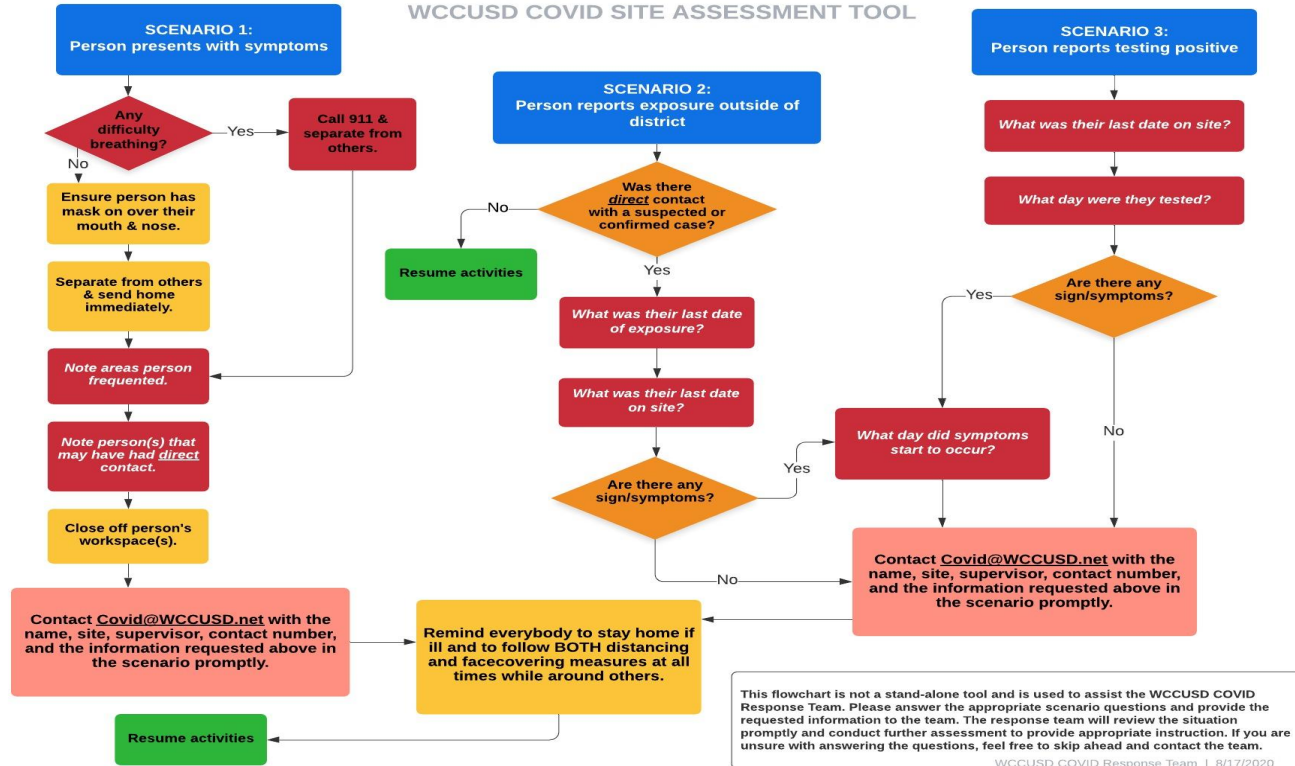 WCCUSD COVID SITE ASSESSMENT TOOL
SCENARIO 1:
Person presents with symptoms
Any
difficulty
breathing?
Yes
Call 911 &
separate from
others.
No
Ensure person has
mask on over their
mouth & nose.
Separate from others
& send home
immediately.
Note areas person
frequented.
Note person(s) that
may have had direct
contact.
Close off person's
workspace(s).
Contact Covid@WCCUSD.net with the
name, site, supervisor, contact number,
and the information requested above in
the scenario promptly.
SCENARIO 2:
Person reports exposure outside of
district
Was there
direct contact
with a suspected or
confirmed case?
No
Resume activities
Yes
What was their last date
of exposure?
What was their last date
on site?
Are there any
sign/symptoms?
Yes
No
SCENARIO 3:
Person reports testing positive
What was their last date on site?
What day were they tested?
Are there any
sign/symptoms?
Yes
What day did symptoms
start to occur?
No
Contact Covid@WCCUSD.net with the
name, site, supervisor, contact number,
and the information requested above in
the scenario promptly.
Remind everybody to stay home if
ill and to follow BOTH distancing
and facecovering measures at all
times while around others.
Resume activities
This flowchart is not a stand-alone tool and is used to assist the WCCUSD COVID
Response Team. Please answer the appropriate scenario questions and provide the
requested information to the team. The response team will review the situation
promptly and conduct further assessment to provide appropriate instruction. If you are
unsure with answering the questions, feel free to skip ahead and contact the team.
WCCUSD COVID Response Team | 8/17/2020